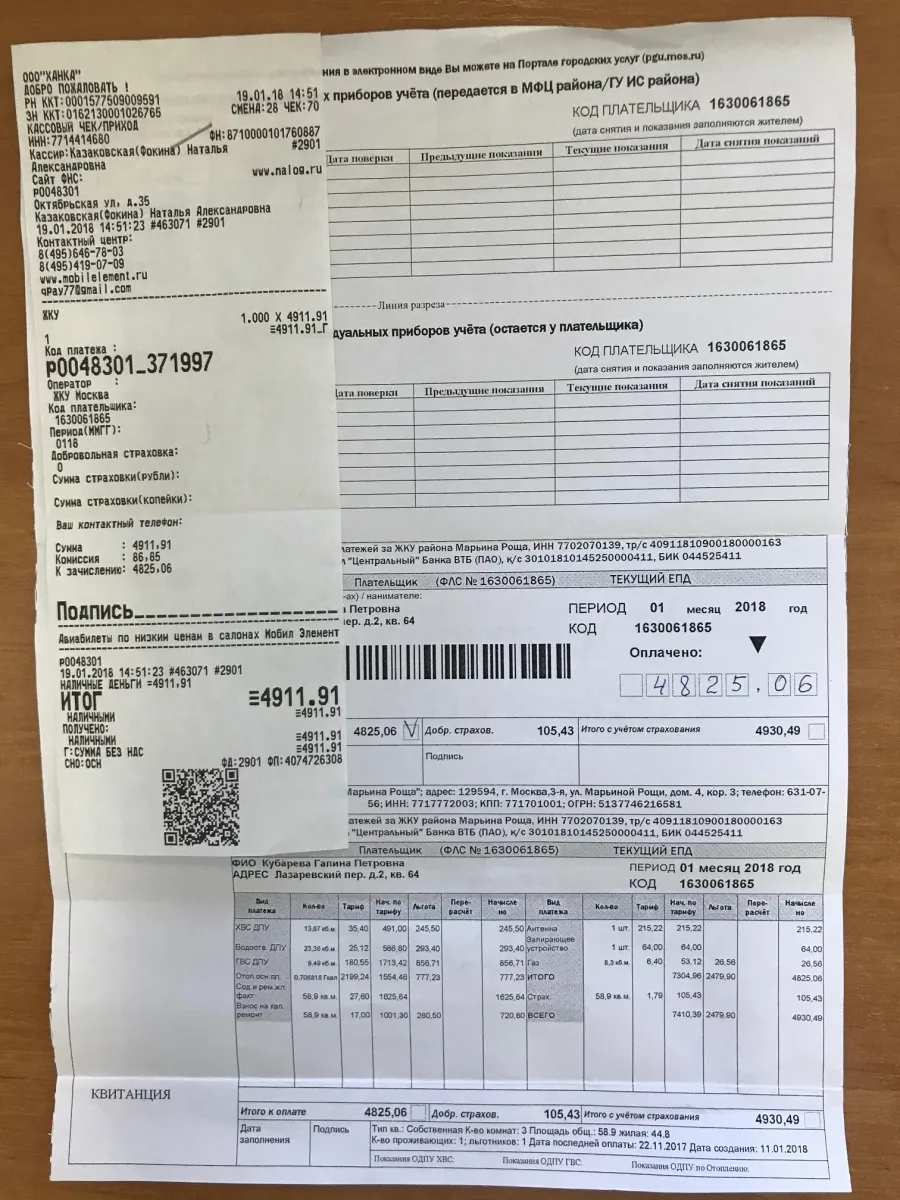 ООО"ХАНКА"
ДОБРО ПОЖАЛОВАТЬ !
РН ККТ:0001577509009591
19.01.18 14:51
ЗН ККТ:0162130001026765
СМЕНА:28 ЧЕК:70
КАССОВЫЙ ЧЕК/ПРИХОД
ИНН:7714414680
ФН:8710000101760887
Кассир:Казаковская(Фокина) Наталья
#2901
Александровна
Сайт ФНС:
www.nalog.ru
P0048301
Октябрьская ул, д.35
Казаковская(Фокина) Наталья Александровна
19.01.2018 14:51:23 #463071 #2901
Контактный центр:
8(495)646-78-03
8(495)419-07-09
www.mobilelement.ru
qPay77@gmail.com
ЖКУ
1.000 X 4911.91
≡4911.91_Г
1
Код платежа :
P0048301_371997
Оператор :
ЖКУ Москва
Код плательщика:
1630061865
Период(ММГГ):
0118
Добровольная страховка:
0
Сумма страховки(рубли):
Сумма страховки(копейки):
Ваш контактный телефон:
Сумма : 4911,91
Комиссия : 86,85
К зачислению: 4825,06
Подпись
Авиабилеты по низким ценам в салонах Мобил Элемент
P0048301
19.01.2018 14:51:23 #463071 #2901
НАЛИЧНЫЕ ДЕНЬГИ =4911,91
ИТОГ ≡4911.91
НАЛИЧНЫМИ ≡4911.91
ПОЛУЧЕНО:
НАЛИЧНЫМИ ≡4911.91
Г:СУММА БЕЗ НДС ≡4911.91
СНО:ОСН ФД:2901 ФП:4074726308
ния в электронном виде Вы можете на Портале городских услуг (pgu.mos.ru)
х приборов учёта (передается в МФЦ района/ГУ ИС района)
КОД ПЛАТЕЛЬЩИКА 1630061865
(дата снятия и показания заполняются жителем)
Дата поверки Предыдущие показания Текущие показания Дата снятия показаний
Линия разреза
дуальных приборов учёта (остается у плательщика)
КОД ПЛАТЕЛЬЩИКА 1630061865
(дата снятия и показания заполняются жителем)
Дата поверки Предыдущие показания Текущие показания Дата снятия показаний
латежей за ЖКУ района Марьина Роща, ИНН 7702070139, тр/с 40911810900180000163
"Центральный" Банка ВТБ (ПАО), к/с 30101810145250000411, БИК 044525411
Плательщик (ФЛС № 1630061865) ТЕКУЩИЙ ЕПД
ках) / нанимателе:
а Петровна
пер. д.2, кв. 64
ПЕРИОД 01 месяц 2018 год
КОД 1630061865
Оплачено:
4825,06
4825,06 V Добр. страхов. 105,43 Итого с учётом страхования 4930,49
Подпись
Марьина Роща"; адрес: 129594, г. Москва,3-я, ул. Марьиной Рощи, дом. 4, кор. 3; телефон: 631-07-
56; ИНН: 7717772003; КПП: 771701001; ОГРН: 5137746216581
латежей за ЖКУ района Марьина Роща, ИНН 7702070139, тр/с 40911810900180000163
"Центральный" Банка ВТБ (ПАО), к/с 30101810145250000411, БИК 044525411
Плательщик (ФЛС № 1630061865) ТЕКУЩИЙ ЕПД
ФИО Кубарева Галина Петровна
АДРЕС Лазаревский пер. д.2, кв. 64
ПЕРИОД 01 месяц 2018 год
КОД 1630061865
Вид платежа Кол-во Тариф Нач. по тарифу Льгота Пере-расчёт Начисле но Вид платежа Кол-во Тариф Нач. по тарифу Льгота Пере-расчёт Начисле но
ХВС ДПУ 13,87 кб.м. 35,40 491,00 245,50 245,50 Антенна 1 шт. 215,22 215,22 215,22
Водоотв. ДПУ 23,36 кб.м. 25,12 586,80 293,40 293,40 Запирающее устройство 1 шт. 64,00 64,00 64,00
ГВС ДПУ 9,49 кб.м. 180,55 1713,42 856,71 856,71 Газ 8,3 кб.м. 6,40 53,12 26,56 26,56
Отоп.осн.пл. 0,706818 Гкал 2199,24 1554,46 777,23 777,23 ИТОГО 7304,96 2479,90 4825,06
Сод.и рем.жл факт 58,9 кв.м. 27,60 1625,64 1625,64 Страх. 58,9 кв.м. 1,79 105,43 105,43
Взнос на кап. ремонт 58,9 кв.м. 17,00 1001,30 280,50 720,80 ВСЕГО 7410,39 2479,90 4930,49
КВИТАНЦИЯ
Итого к оплате 4825,06 Добр. страхов. 105,43 Итого с учётом страхования 4930,49
Дата заполнения
Подпись
Тип кв.: Собственная К-во комнат: 3 Площадь общ.: 58.9 жилая: 44.8
К-во проживающих: 1; льготников: 1 Дата последней оплаты: 22.11.2017 Дата создания: 11.01.2018
Показания ОДПУ ХВС: Показания ОДПУ ГВС: Показания ОДПУ по Отоплению: